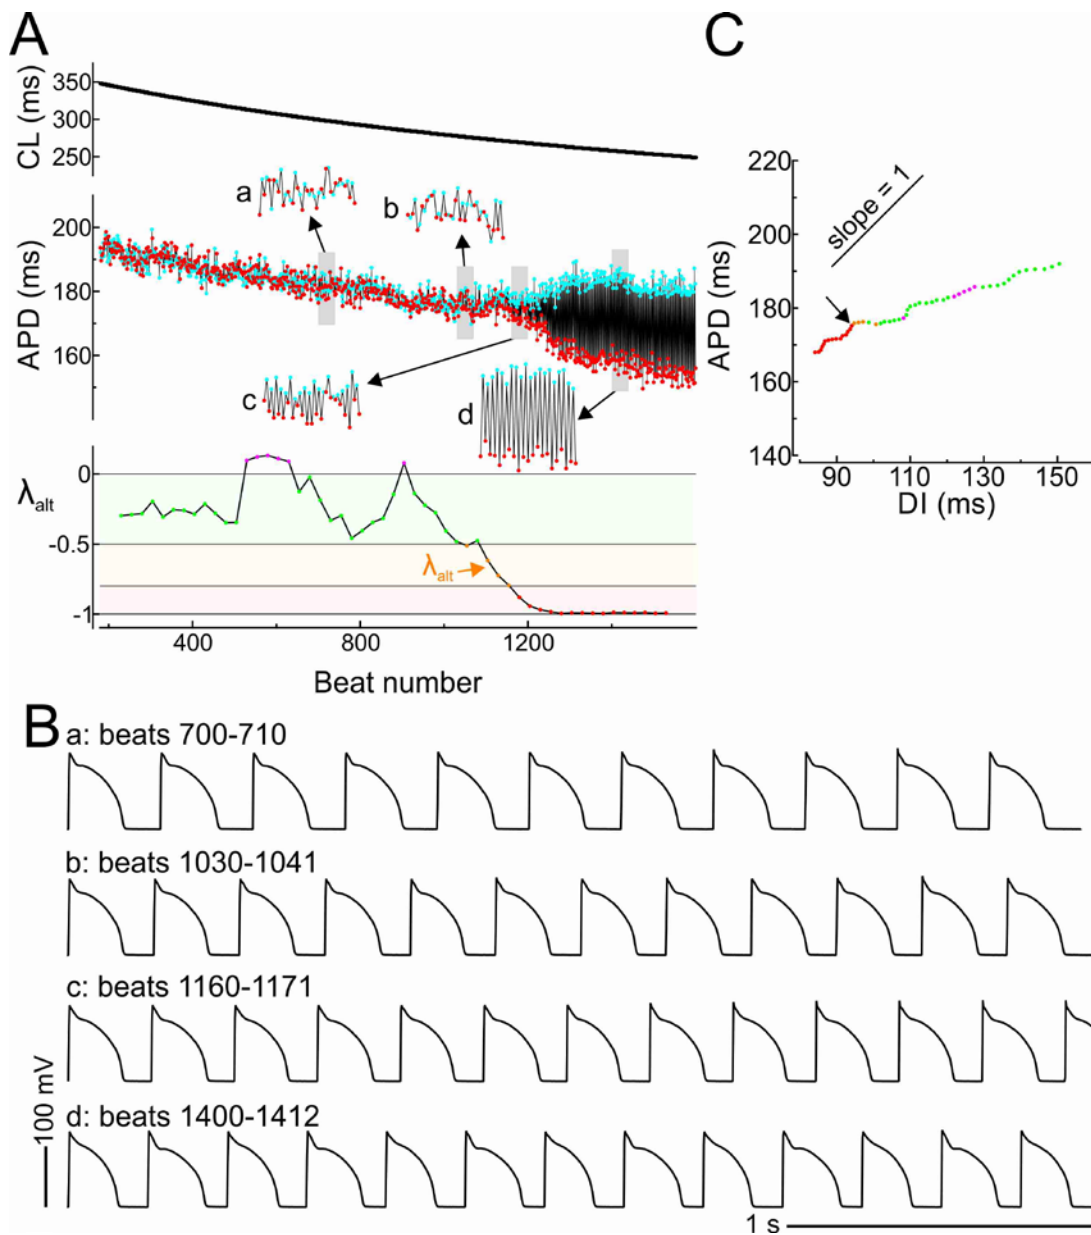 A
CL (ms)
350
300
250
APD (ms)
200
180
160
a
b
c
d
λalt
0
-0.5
-1
λalt
400
800
1200
Beat number
C
APD (ms)
220
200
180
160
140
slope = 1
90
110
130
150
DI (ms)
B
a: beats 700-710
b: beats 1030-1041
c: beats 1160-1171
d: beats 1400-1412
100 mV
1 s